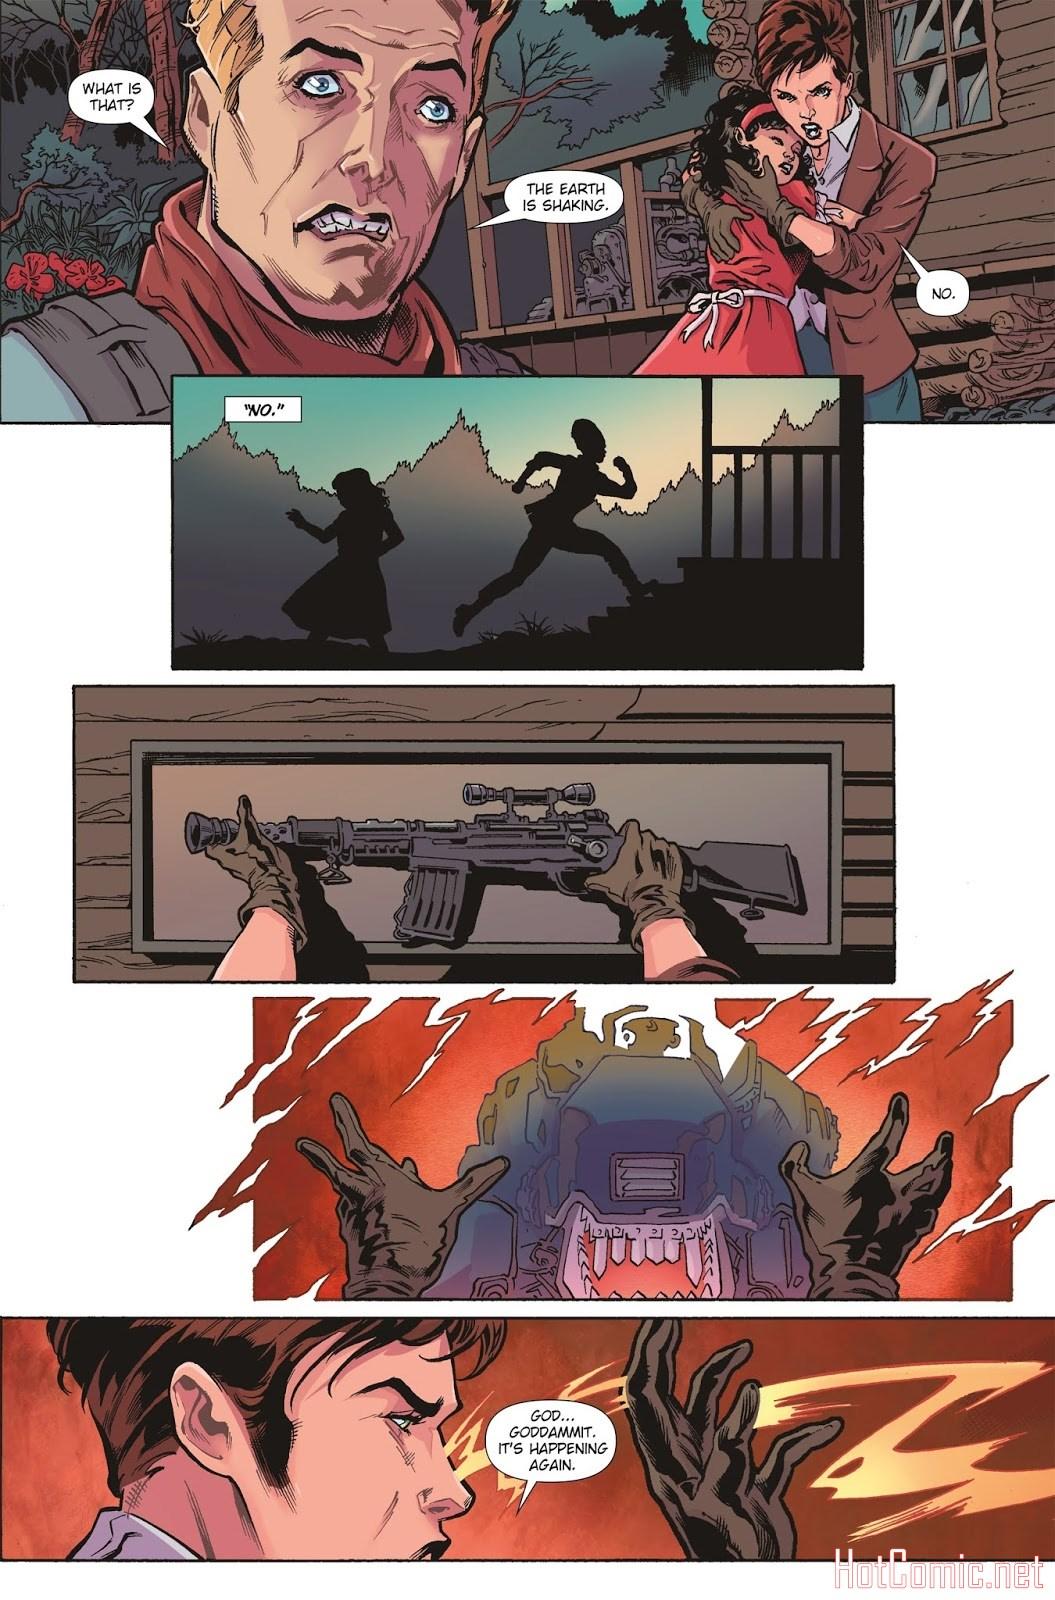 WHAT IS
THAT?
THE EARTH
IS SHAKING.
NO.
"NO."
GOD...
GODDAMMIT.
IT'S HAPPENING
AGAIN.
HotComic.net